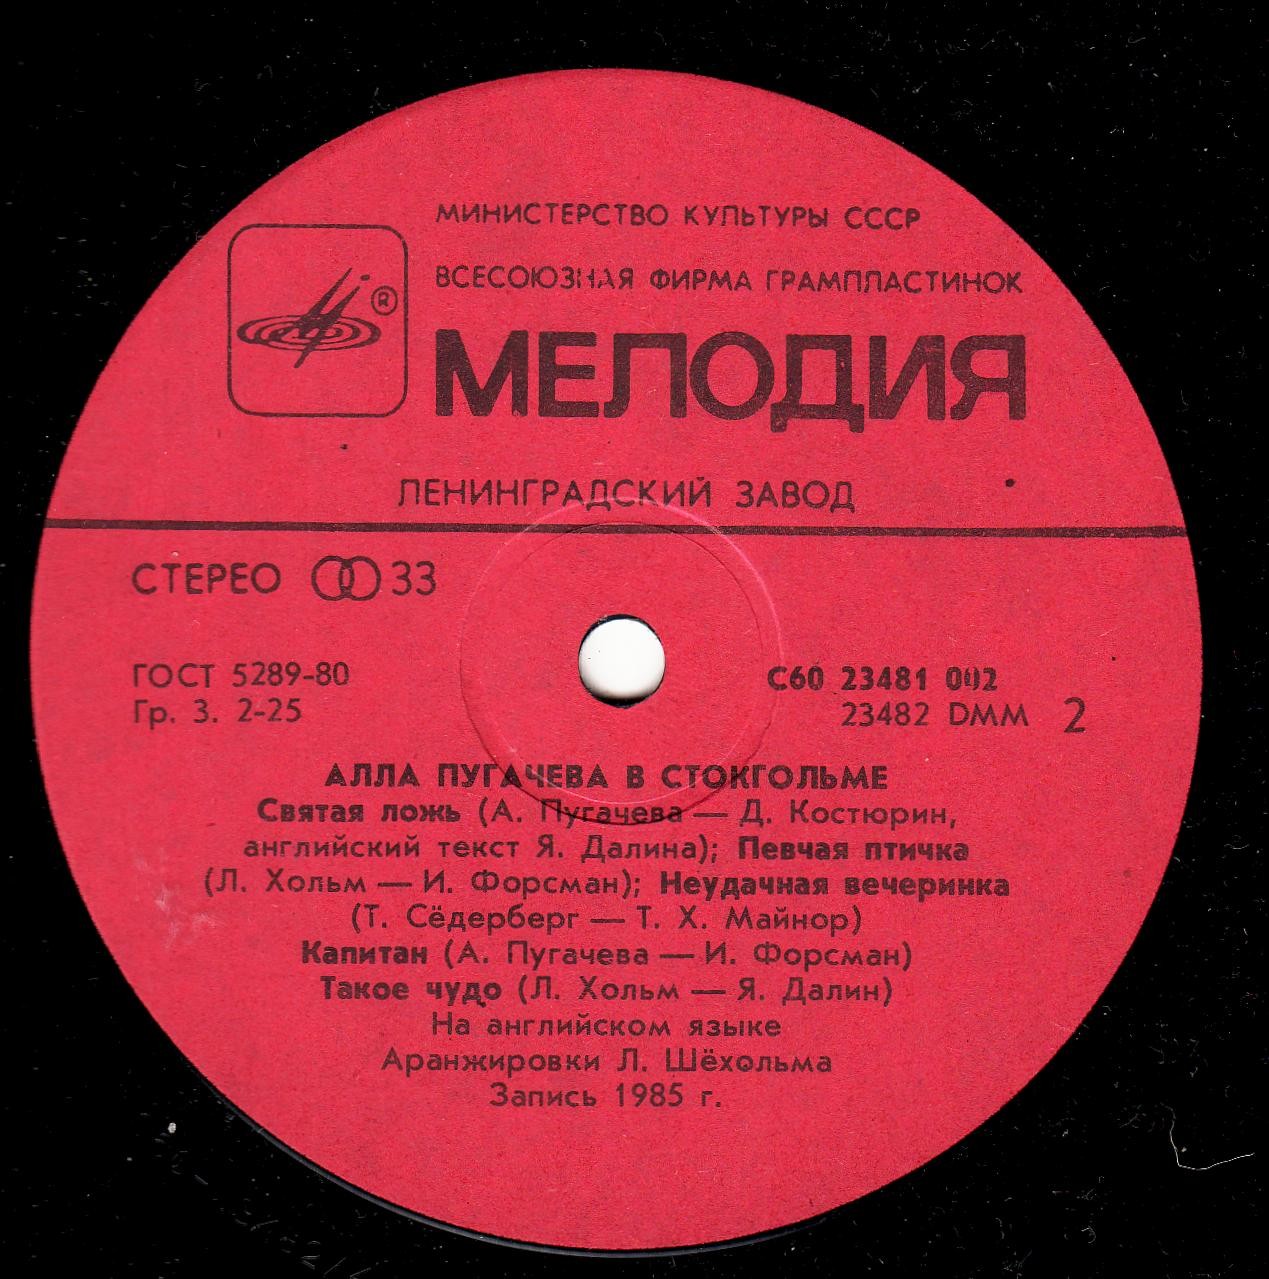 МИНИСТЕРСТВО КУЛЬТУРЫ СССР
ВСЕСОЮЗНАЯ ФИРМА ГРАМПЛАСТИНОК
®
МЕЛОДИЯ
ЛЕНИНГРАДСКИЙ ЗАВОД
СТЕРЕО 33
ГОСТ 5289-80
Гр. 3. 2-25
С60 23481 002
23482 DMM 2
АЛЛА ПУГАЧЕВА В СТОКГОЛЬМЕ
Святая ложь (А. Пугачева — Д. Костюрин,
английский текст Я. Далина); Певчая птичка
(Л. Хольм — И. Форсман); Неудачная вечеринка
(Т. Сёдерберг — Т. Х. Майнор)
Капитан (А. Пугачева — И. Форсман)
Такое чудо (Л. Хольм — Я. Далин)
На английском языке
Аранжировки Л. Шёхольма
Запись 1985 г.